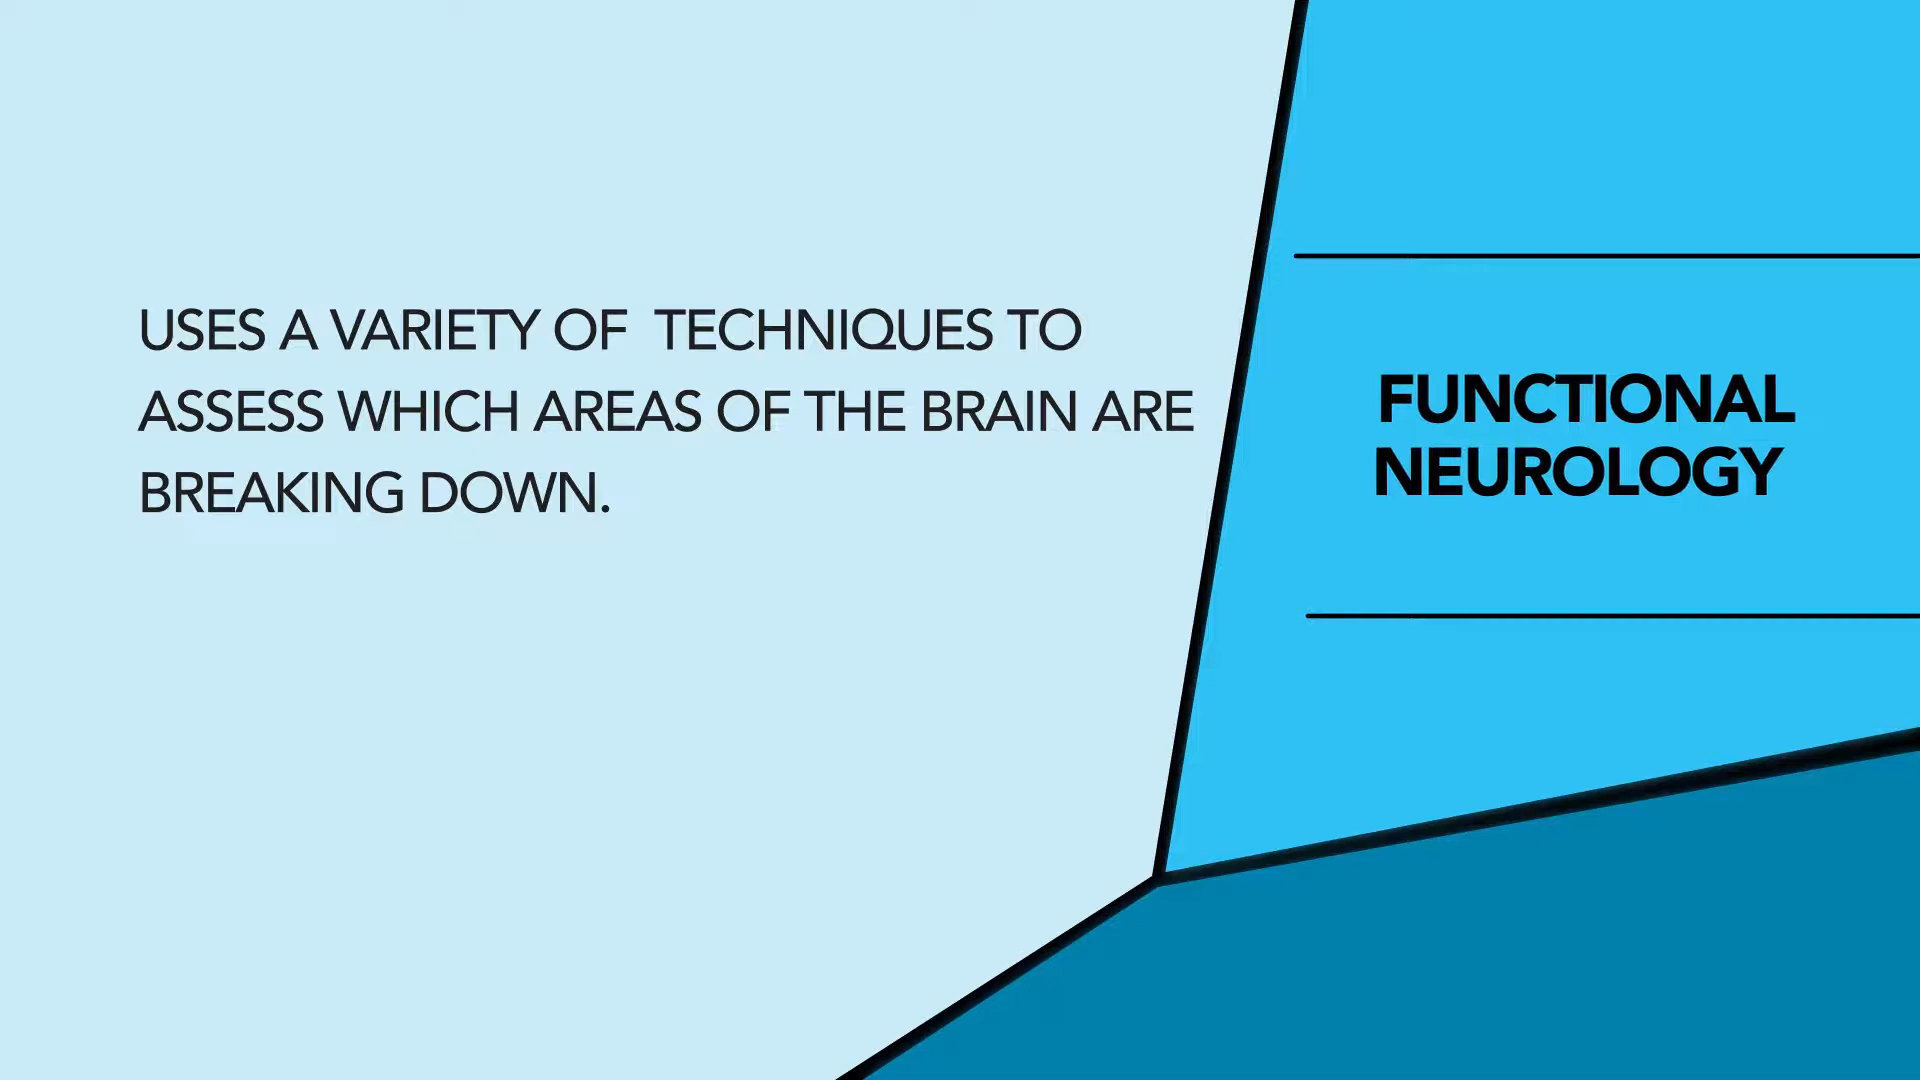 USES A VARIETY OF  TECHNIQUES TO
ASSESS WHICH AREAS OF THE BRAIN ARE
BREAKING DOWN.
FUNCTIONAL
NEUROLOGY